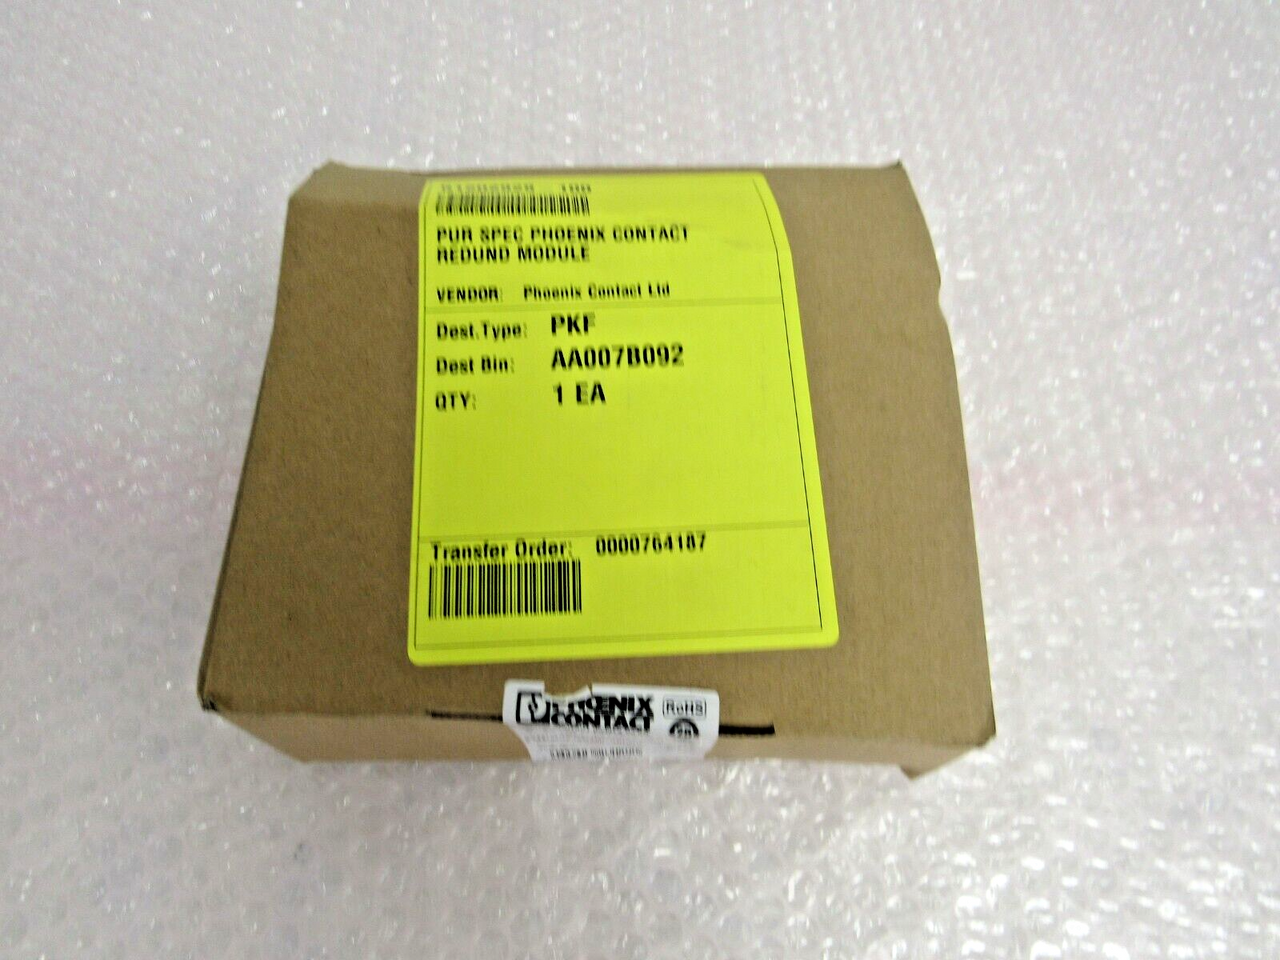 PUR SPEC PHOENIX CONTACT
REDUND MODULE
VENDOR: Phoenix Contact Ltd
Dest.Type: PKF
Dest Bin: AA007B092
QTY: 1 EA
Transfer Order: 0000764187
PHŒNIX
CONTACT
RoHS